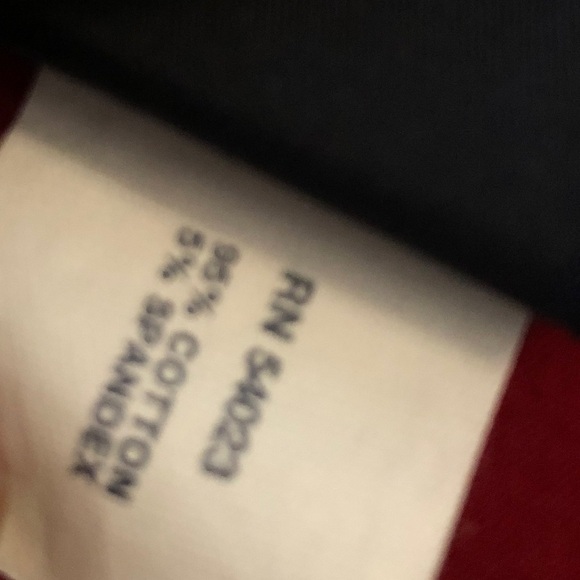 RN 54023
95% COTTON
5% SPANDEX